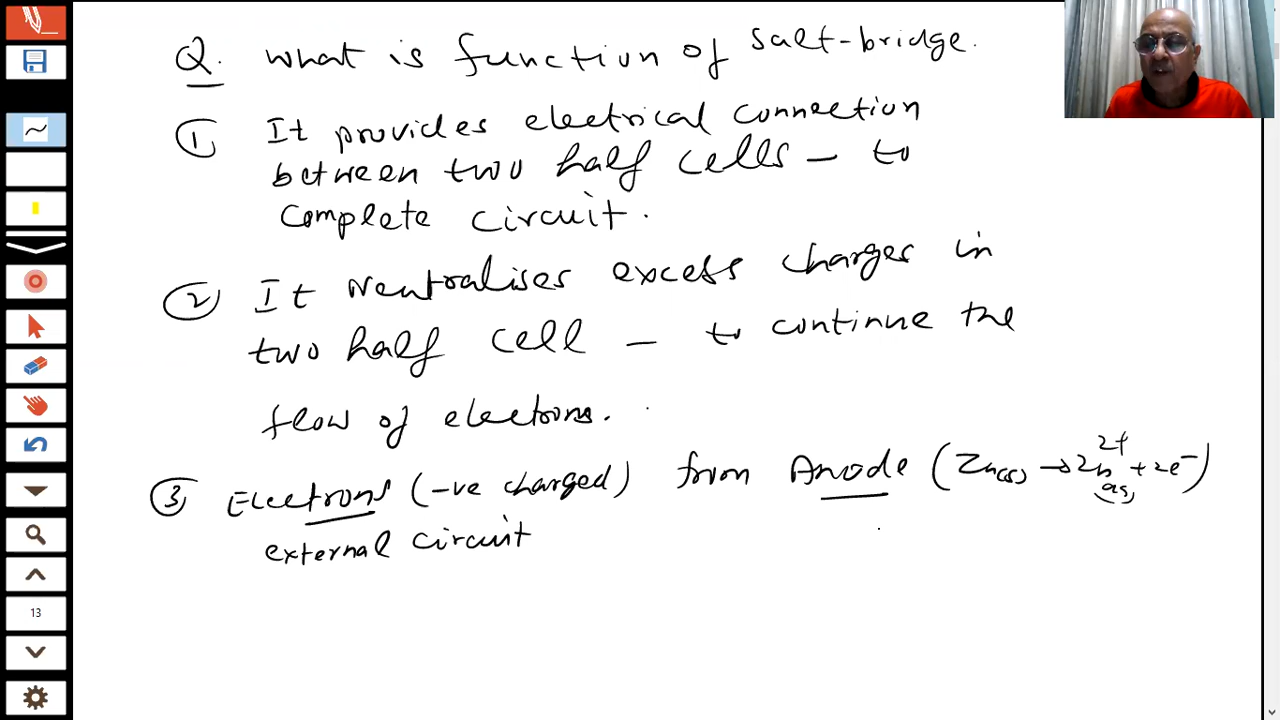 Q. What is function of salt-bridge.
① It provides electrical connection
between two half cells – to
complete circuit.
② It Neutralises excess charges in
two half cell – to continue the
flow of electrons.
③ Electrons (-ve charged) from Anode (Zn(s) → Zn²⁺(aq) + 2e⁻)
external circuit
13